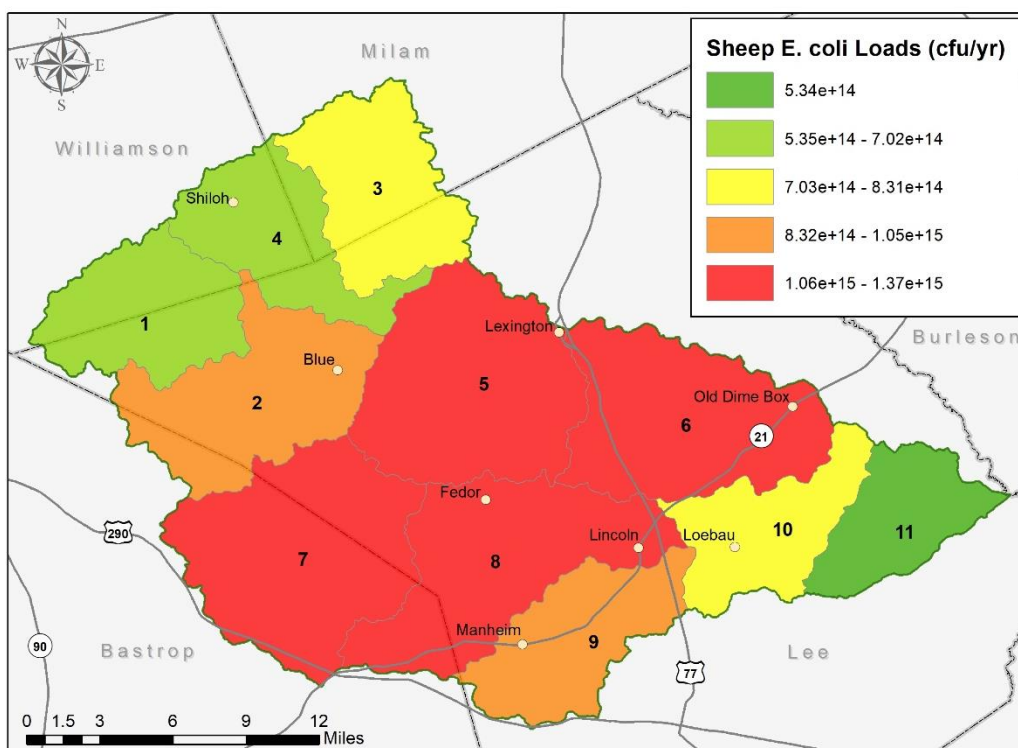 N
W E
S
Milam
Williamson
Shiloh
3
4
1
Blue
2
Lexington
5
Old Dime Box
6
21
Burleson
Fedor
Lincoln
Loebau
10
11
7
8
290
Manheim
9
Bastrop
90
77
Lee
0 1.5 3 6 9 12
Miles
Sheep E. coli Loads (cfu/yr)
5.34e+14
5.35e+14 - 7.02e+14
7.03e+14 - 8.31e+14
8.32e+14 - 1.05e+15
1.06e+15 - 1.37e+15